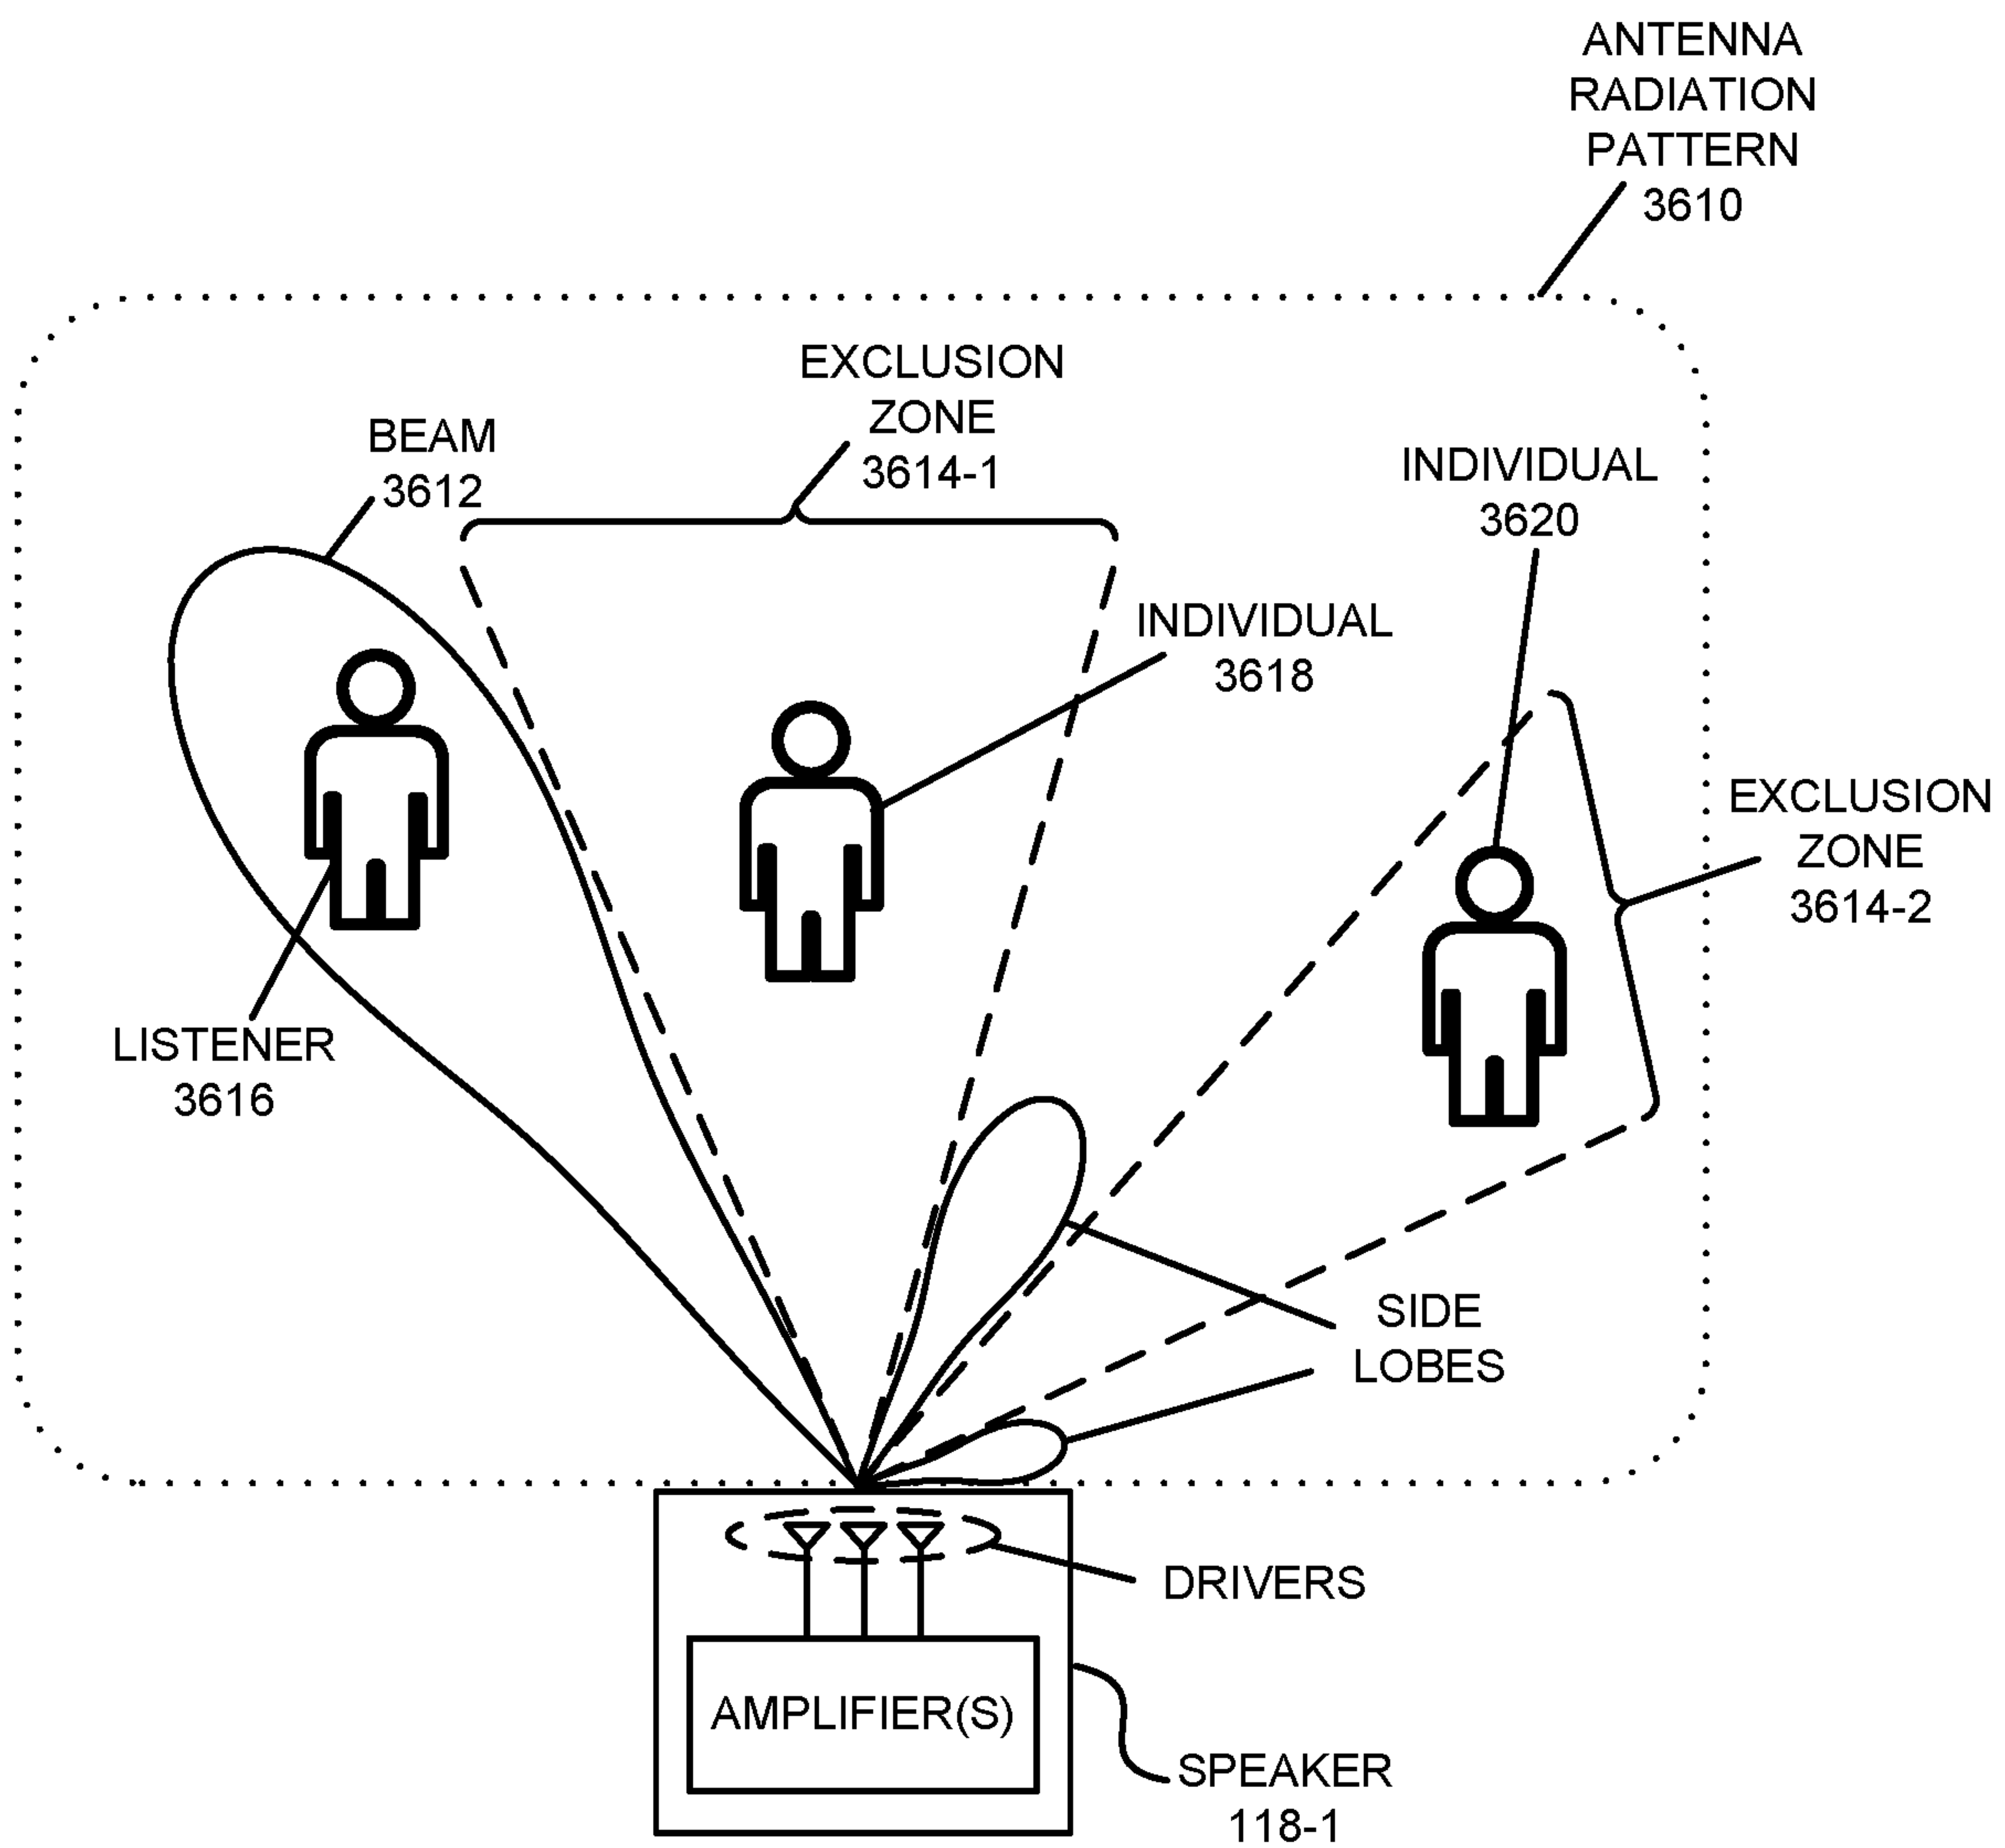 ANTENNA
RADIATION
PATTERN
3610
EXCLUSION
ZONE
3614-1
BEAM
3612
INDIVIDUAL
3620
INDIVIDUAL
3618
EXCLUSION
ZONE
3614-2
LISTENER
3616
SIDE
LOBES
DRIVERS
AMPLIFIER(S)
SPEAKER
118-1